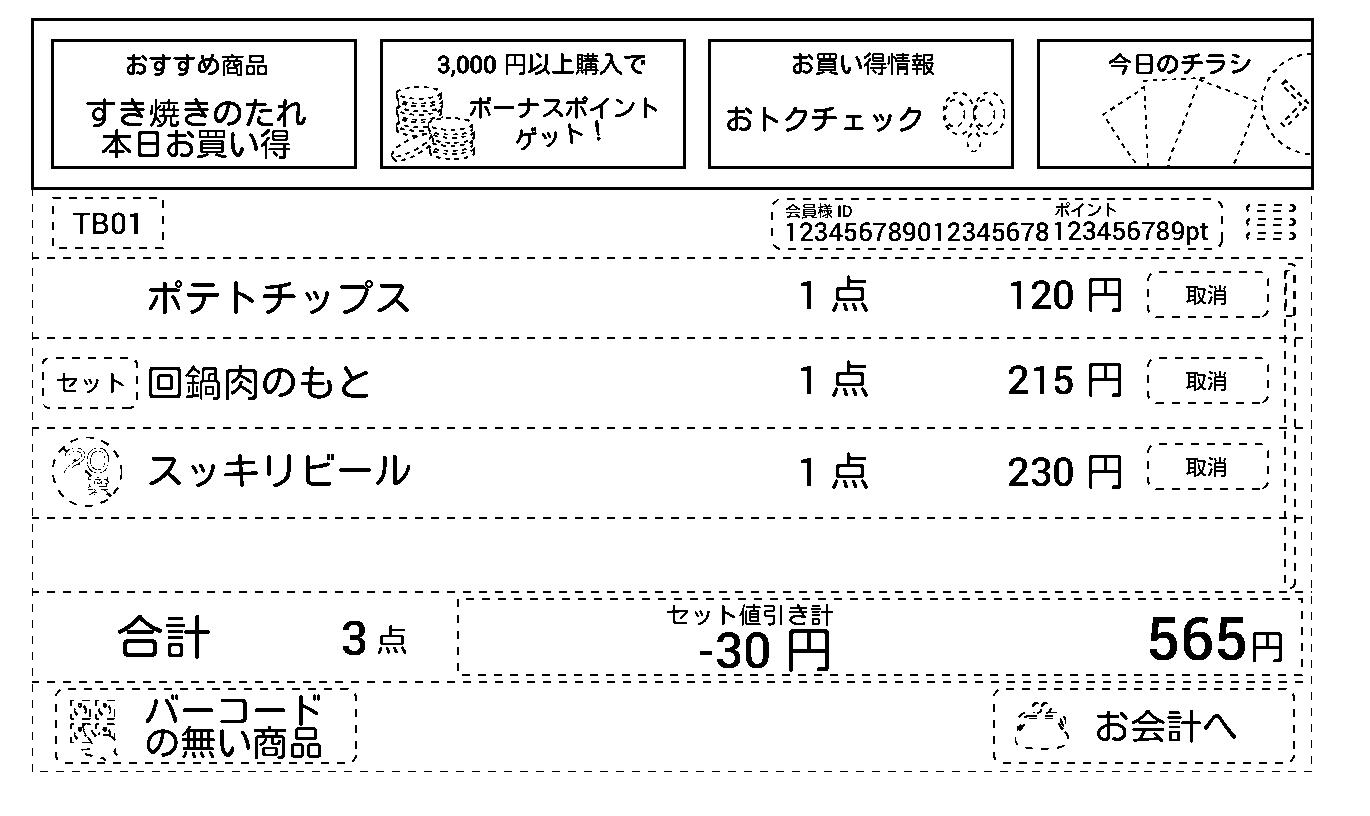 おすすめ商品
すき焼きのたれ
本日お買い得
3,000 円以上購入で
ボーナスポイント
ゲット！
お買い得情報
おトクチェック
今日のチラシ
TB01
会員様 ID
123456789012345678
ポイント
123456789pt
ポテトチップス 1 点 120 円 取消
セット 回鍋肉のもと 1 点 215 円 取消
20 スッキリビール 1 点 230 円 取消
合計 3 点
セット値引き計
-30 円
565円
バーコード
の無い商品
お会計へ